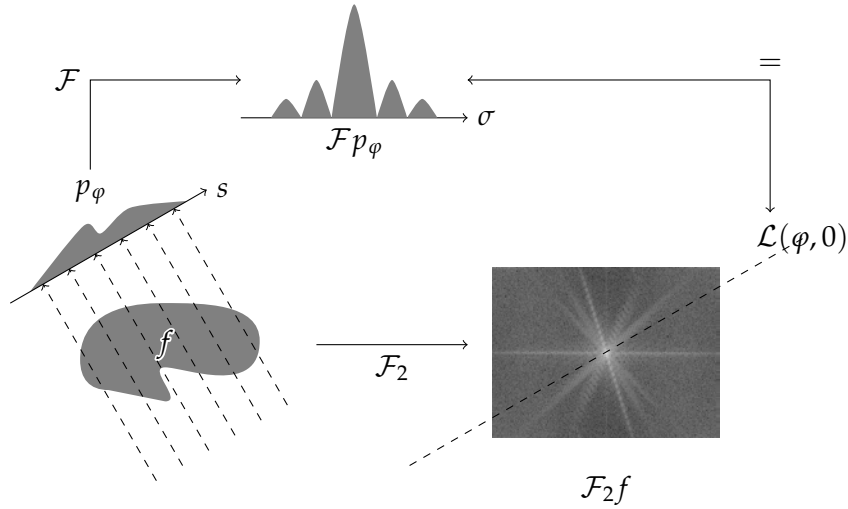 =
ℱ
σ
ℱp_φ
p_φ
s
ℒ(φ,0)
f
ℱ₂
ℱ₂f